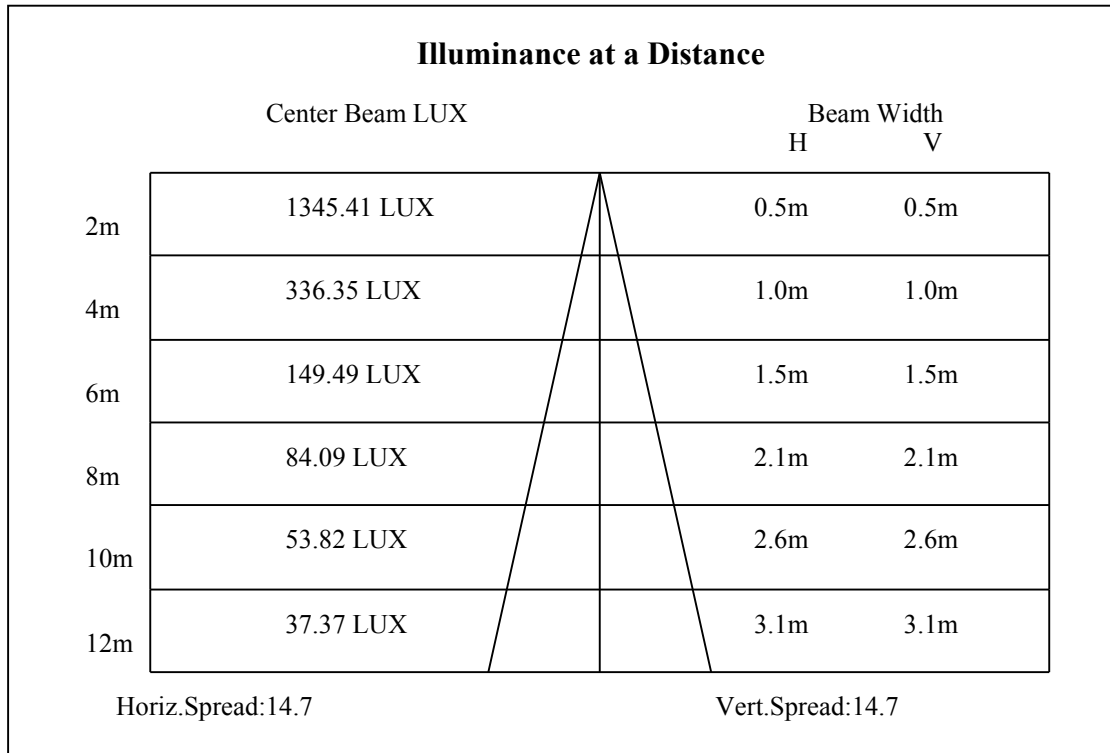 Illuminance at a Distance
Center Beam LUX Beam Width
H V
2m 1345.41 LUX 0.5m 0.5m
4m 336.35 LUX 1.0m 1.0m
6m 149.49 LUX 1.5m 1.5m
8m 84.09 LUX 2.1m 2.1m
10m 53.82 LUX 2.6m 2.6m
12m 37.37 LUX 3.1m 3.1m
Horiz.Spread:14.7 Vert.Spread:14.7